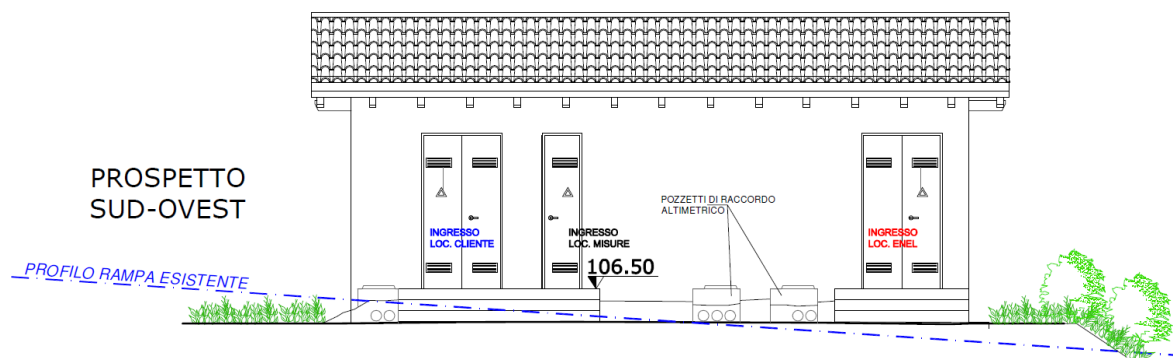 PROSPETTO
SUD-OVEST
PROFILO RAMPA ESISTENTE
INGRESSO
LOC. CLIENTE
INGRESSO
LOC. MISURE
106.50
POZZETTI DI RACCORDO
ALTIMETRICO
INGRESSO
LOC. ENEL